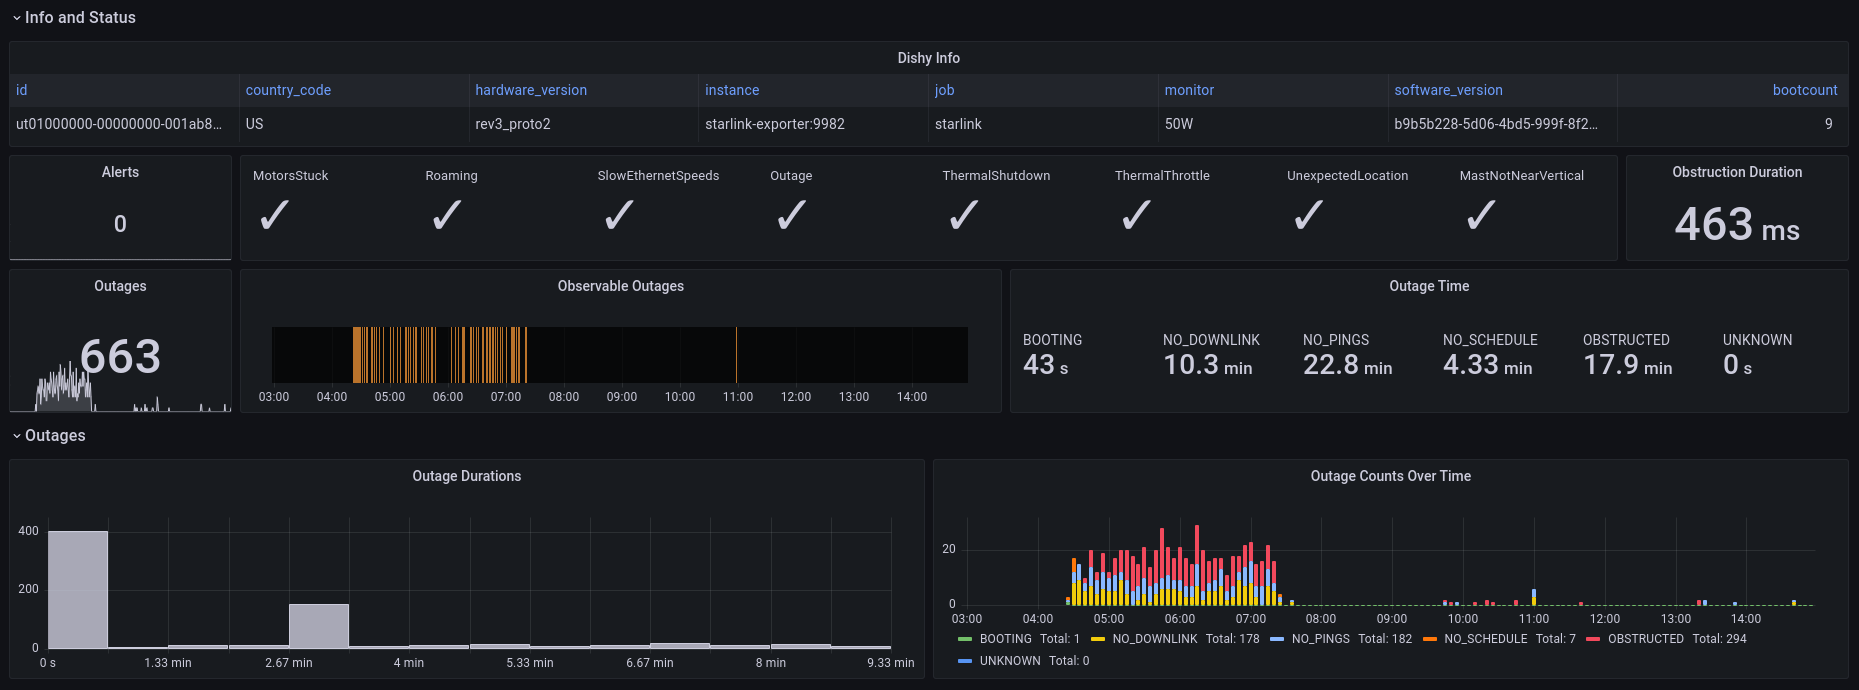 Info and Status
Dishy Info
id country_code hardware_version instance job monitor software_version bootcount
ut01000000-00000000-001ab8... US rev3_proto2 starlink-exporter:9982 starlink 50W b9b5b228-5d06-4bd5-999f-8f2... 9
Alerts
0
MotorsStuck Roaming SlowEthernetSpeeds Outage ThermalShutdown ThermalThrottle UnexpectedLocation MastNotNearVertical
✓ ✓ ✓ ✓ ✓ ✓ ✓ ✓
Obstruction Duration
463 ms
Outages
663
Observable Outages
03:00 04:00 05:00 06:00 07:00 08:00 09:00 10:00 11:00 12:00 13:00 14:00
Outage Time
BOOTING NO_DOWNLINK NO_PINGS NO_SCHEDULE OBSTRUCTED UNKNOWN
43 s 10.3 min 22.8 min 4.33 min 17.9 min 0 s
Outages
Outage Durations
400
200
0
0 s 1.33 min 2.67 min 4 min 5.33 min 6.67 min 8 min 9.33 min
Outage Counts Over Time
20
0
03:00 04:00 05:00 06:00 07:00 08:00 09:00 10:00 11:00 12:00 13:00 14:00
BOOTING Total: 1 NO_DOWNLINK Total: 178 NO_PINGS Total: 182 NO_SCHEDULE Total: 7 OBSTRUCTED Total: 294
UNKNOWN Total: 0